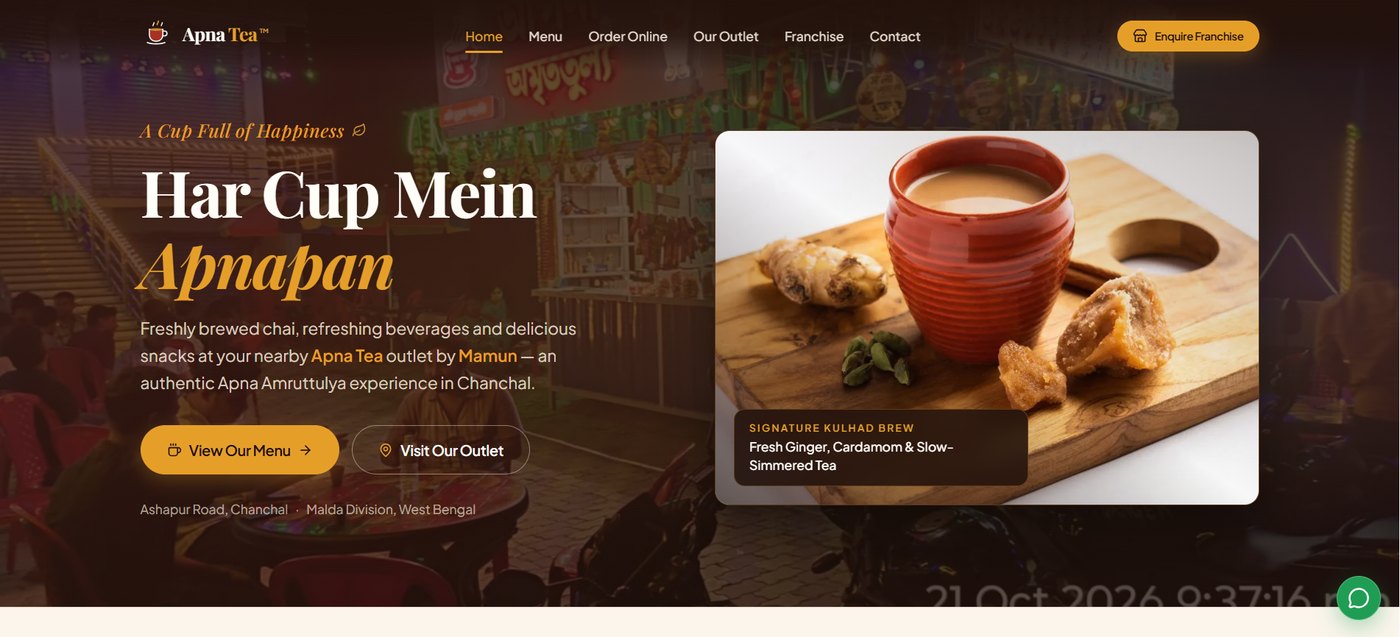 Apna Tea™
Home Menu Order Online Our Outlet Franchise Contact
Enquire Franchise
অমৃততুল্য
A Cup Full of Happiness
Har Cup Mein
Apnapan
Freshly brewed chai, refreshing beverages and delicious
snacks at your nearby Apna Tea outlet by Mamun — an
authentic Apna Amruttulya experience in Chanchal.
View Our Menu →
Visit Our Outlet
Ashapur Road, Chanchal · Malda Division, West Bengal
SIGNATURE KULHAD BREW
Fresh Ginger, Cardamom & Slow-
Simmered Tea
21 Oct 2026 9:37:16